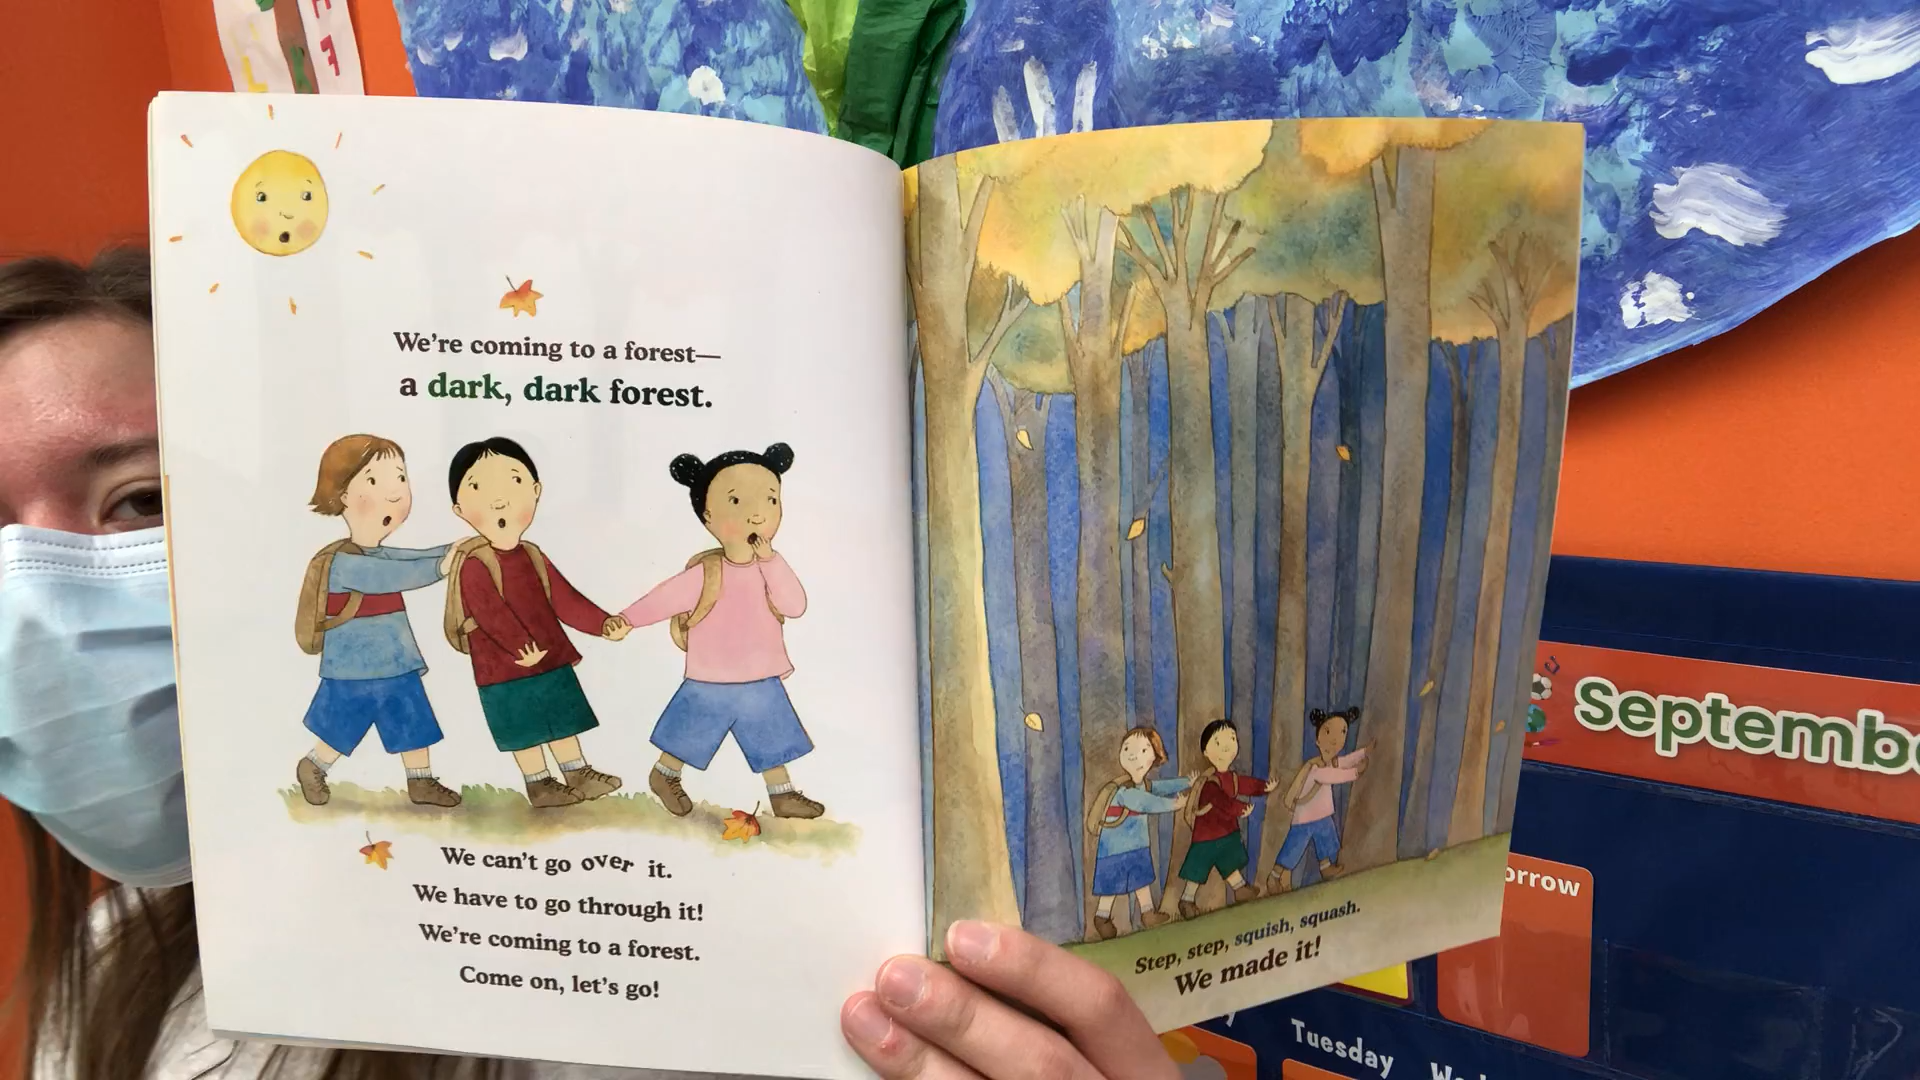 We're coming to a forest—
a dark, dark forest.
We can't go over it.
We have to go through it!
We're coming to a forest.
Come on, let's go!
Step, step, squish, squash.
We made it!
Septemb
orrow
Tuesday